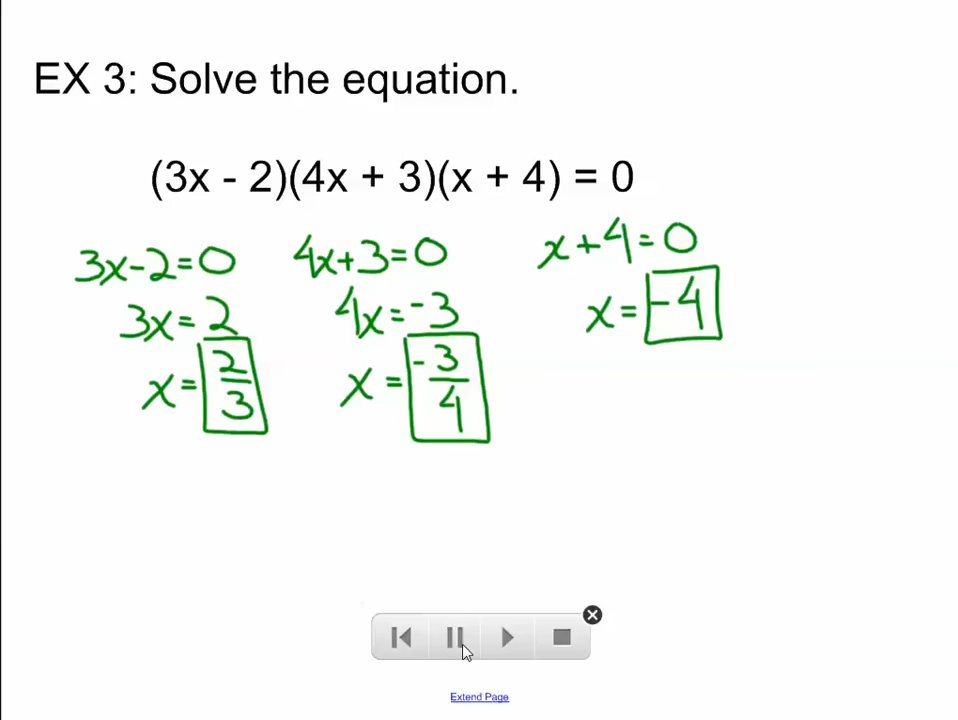 EX 3: Solve the equation.
(3x - 2)(4x + 3)(x + 4) = 0
3x-2=0
3x=2
x=2/3
4x+3=0
4x=-3
x=-3/4
x+4=0
x=-4
Extend Page